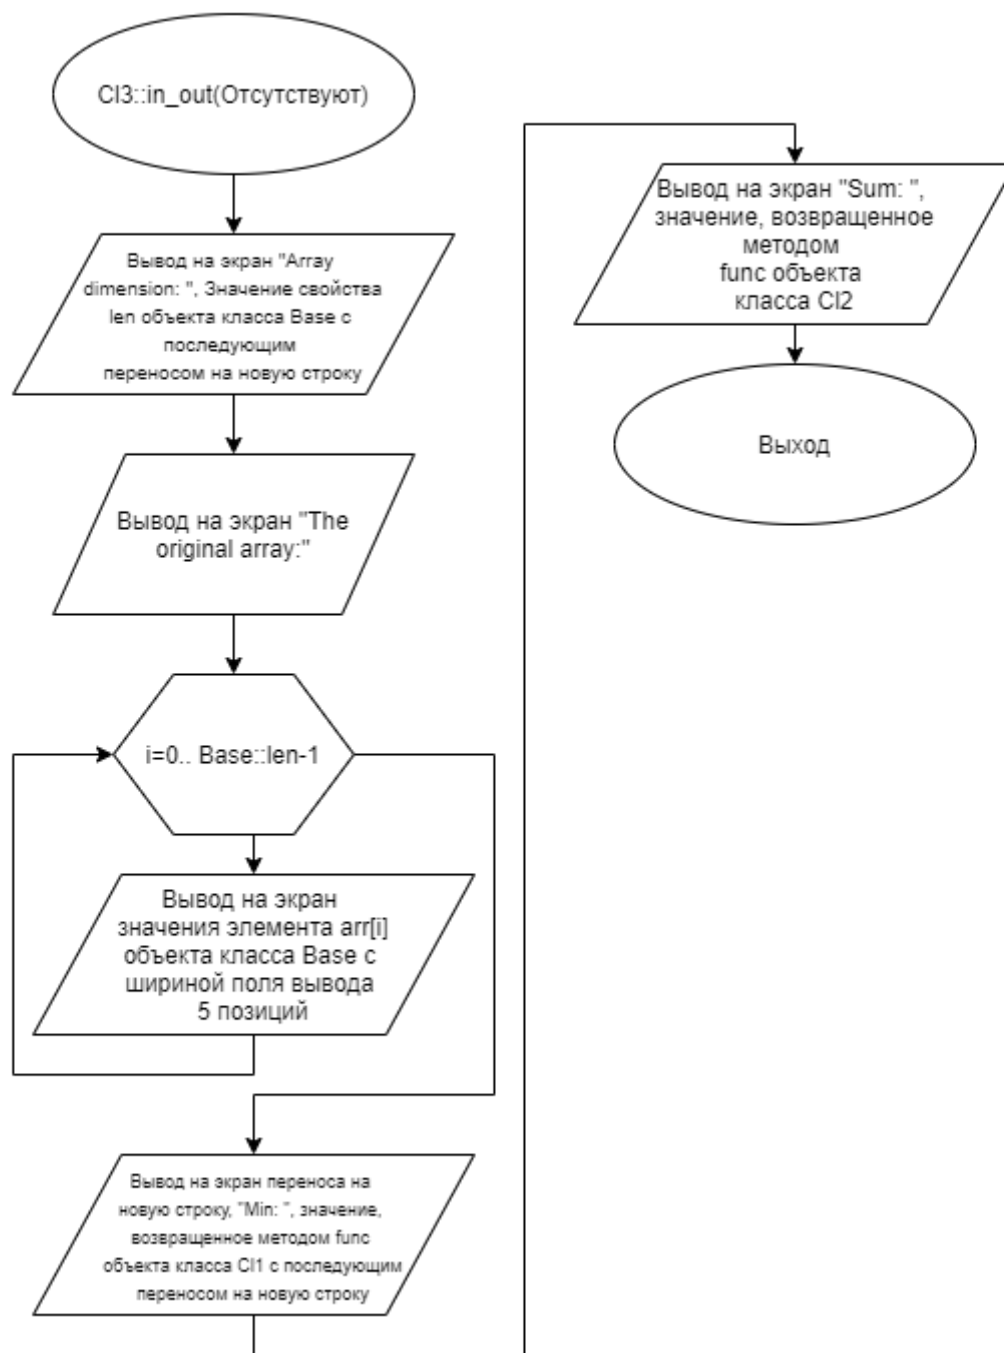 Cl3::in_out(Отсутствуют)
Вывод на экран "Array
dimension: ", Значение свойства
len объекта класса Base с
последующим
переносом на новую строку
Вывод на экран "The
original array:"
i=0.. Base::len-1
Вывод на экран
значения элемента arr[i]
объекта класса Base с
шириной поля вывода
5 позиций
Вывод на экран переноса на
новую строку, "Min: ", значение,
возвращенное методом func
объекта класса Cl1 с последующим
переносом на новую строку
Вывод на экран "Sum: ",
значение, возвращенное
методом
func объекта
класса Cl2
Выход